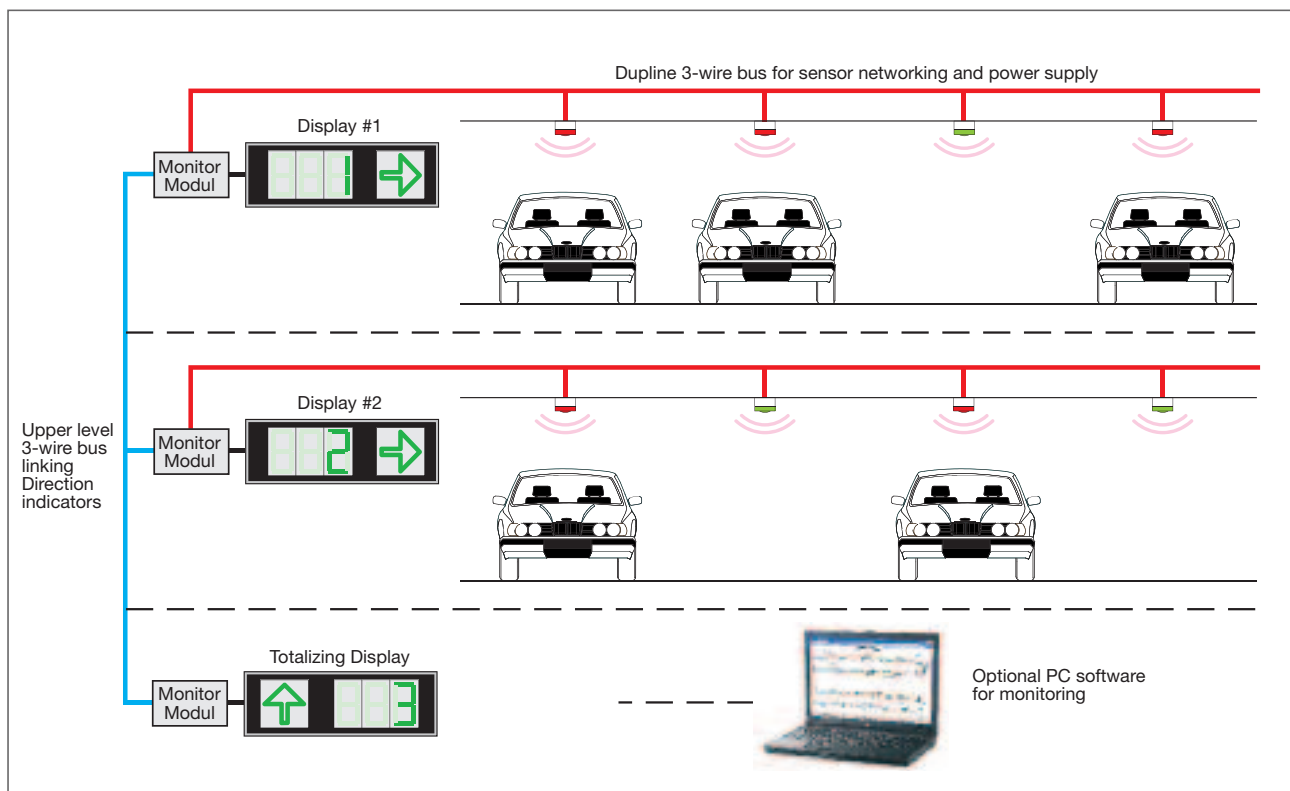 Dupline 3-wire bus for sensor networking and power supply
Display #1
Monitor
Modul
1
Display #2
Upper level
3-wire bus
linking
Direction
indicators
Monitor
Modul
2
Totalizing Display
Monitor
Modul
3
Optional PC software
for monitoring